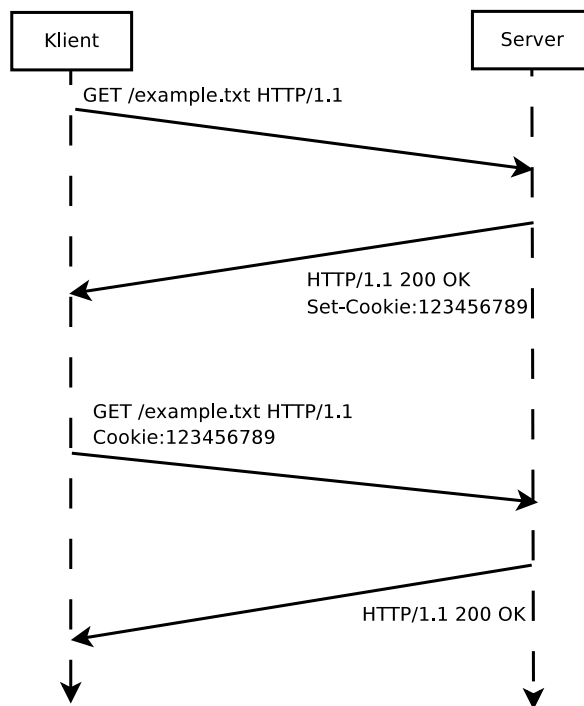 Klient
Server
GET /example.txt HTTP/1.1
HTTP/1.1 200 OK
Set-Cookie:123456789
GET /example.txt HTTP/1.1
Cookie:123456789
HTTP/1.1 200 OK